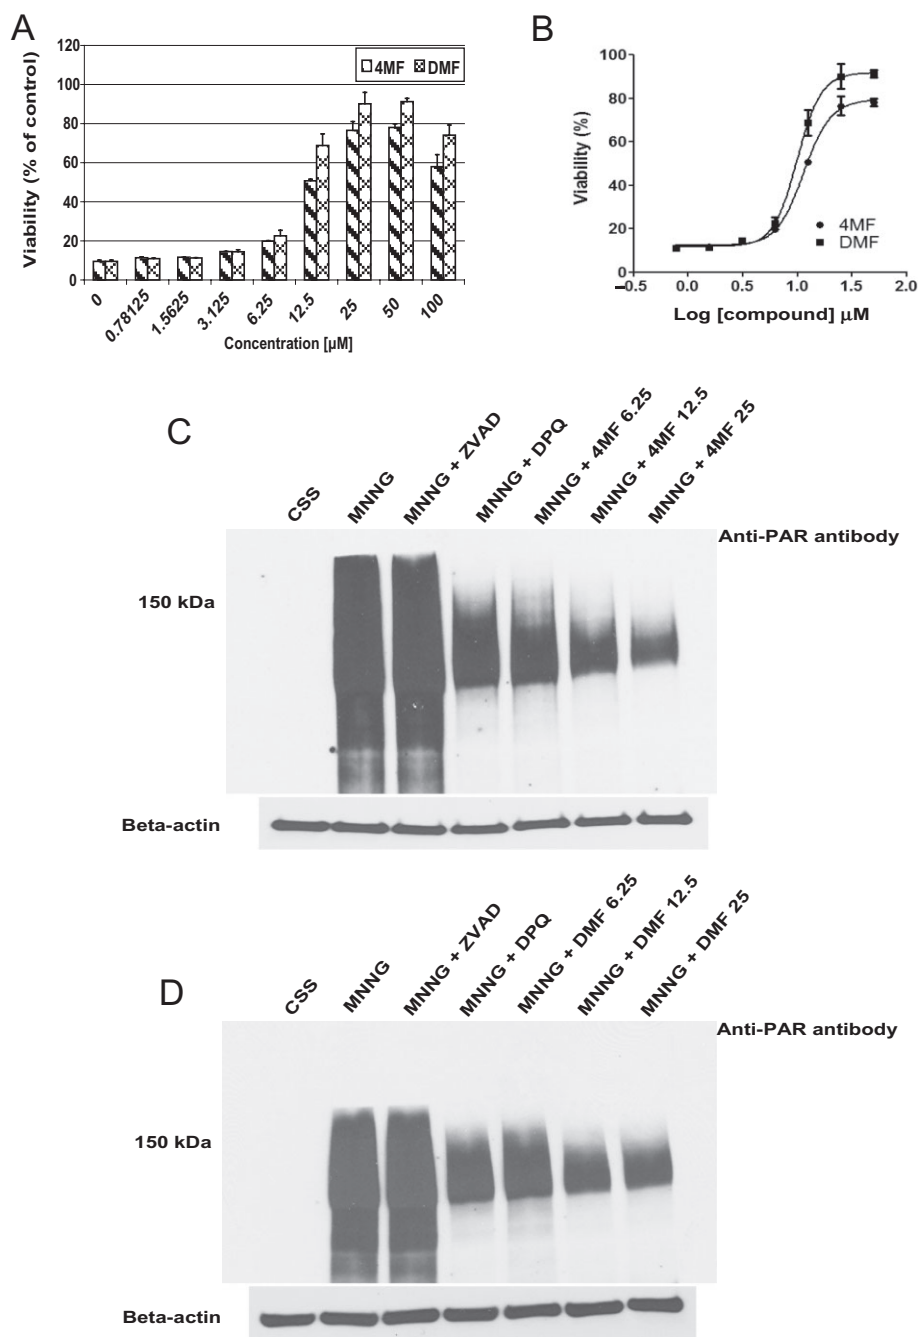 A
B
Viability (% of control)
120
100
80
60
40
20
0
4MF
DMF
0
0.78125
1.5625
3.125
6.25
12.5
25
50
100
Concentration [µM]
Viability (%)
100
80
60
40
20
0
4MF
DMF
–0.5
0.0
0.5
1.0
1.5
2.0
Log [compound] µM
C
CSS
MNNG
MNNG + ZVAD
MNNG + DPQ
MNNG + 4MF 6.25
MNNG + 4MF 12.5
MNNG + 4MF 25
Anti-PAR antibody
150 kDa
Beta-actin
D
CSS
MNNG
MNNG + ZVAD
MNNG + DPQ
MNNG + DMF 6.25
MNNG + DMF 12.5
MNNG + DMF 25
Anti-PAR antibody
150 kDa
Beta-actin